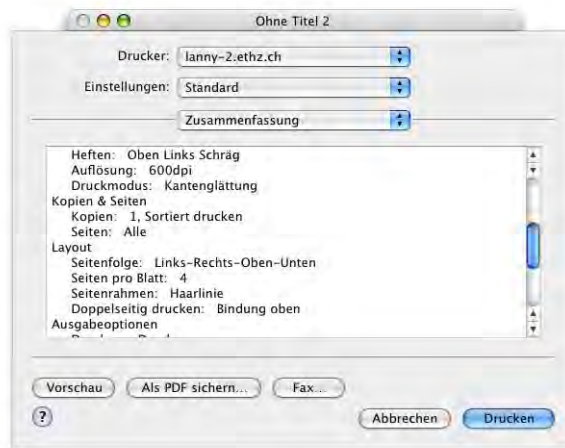 Ohne Titel 2
Drucker: lanny-2.ethz.ch
Einstellungen: Standard
Zusammenfassung
Heften: Oben Links Schräg
Auflösung: 600dpi
Druckmodus: Kantenglättung
Kopien & Seiten
Kopien: 1, Sortiert drucken
Seiten: Alle
Layout
Seitenfolge: Links-Rechts-Oben-Unten
Seiten pro Blatt: 4
Seitenrahmen: Haarlinie
Doppelseitig drucken: Bindung oben
Ausgabeoptionen
Vorschau Als PDF sichern... Fax...
? Abbrechen Drucken